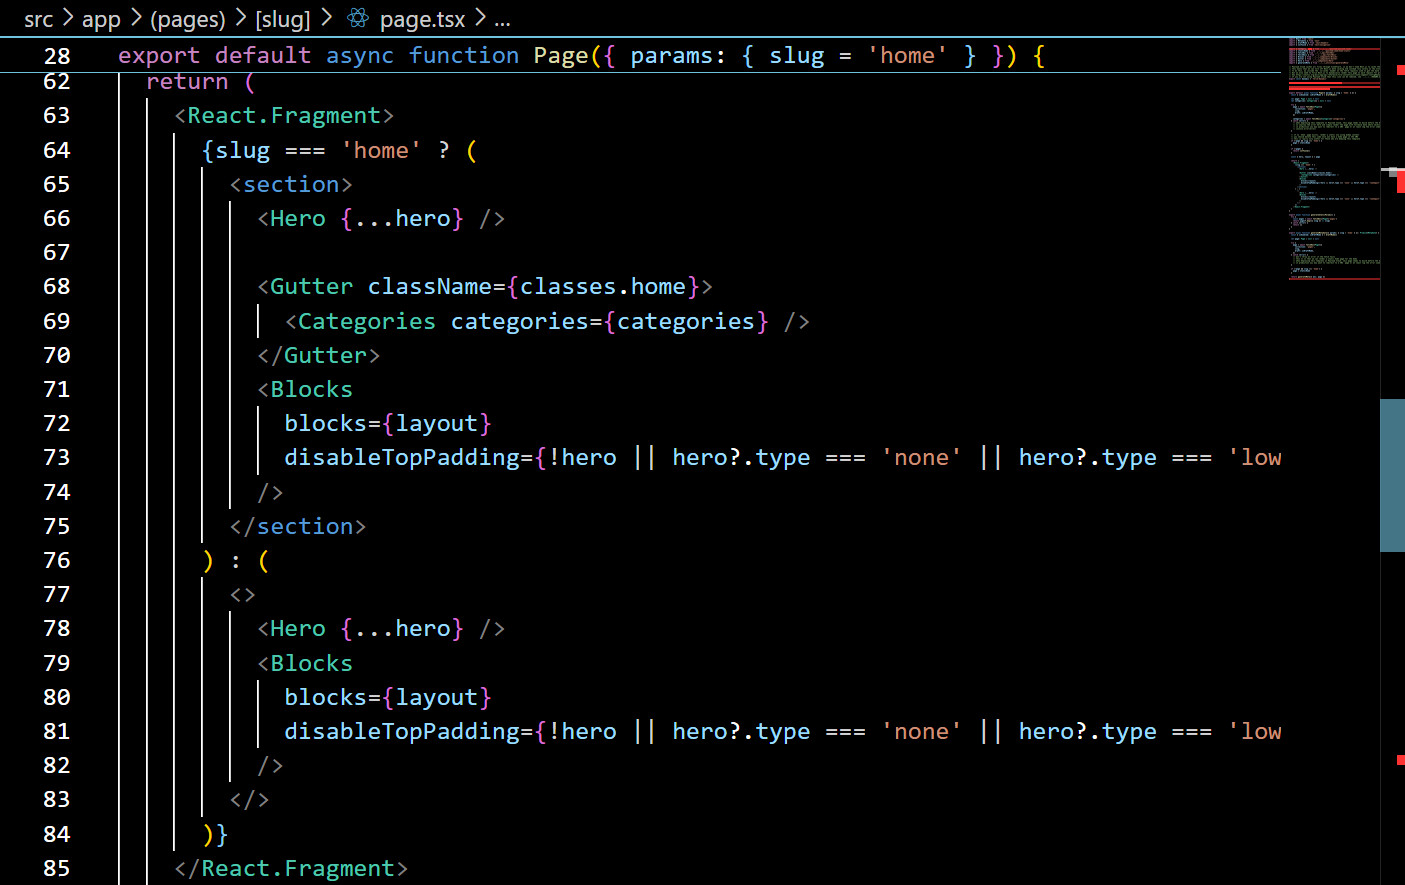 src > app > (pages) > [slug] > page.tsx > ...
28 export default async function Page({ params: { slug = 'home' } }) {
62 return (
63 <React.Fragment>
64 {slug === 'home' ? (
65 <section>
66 <Hero {...hero} />
67
68 <Gutter className={classes.home}>
69 <Categories categories={categories} />
70 </Gutter>
71 <Blocks
72 blocks={layout}
73 disableTopPadding={!hero || hero?.type === 'none' || hero?.type === 'low
74 />
75 </section>
76 ) : (
77 <>
78 <Hero {...hero} />
79 <Blocks
80 blocks={layout}
81 disableTopPadding={!hero || hero?.type === 'none' || hero?.type === 'low
82 />
83 </>
84 )}
85 </React.Fragment>